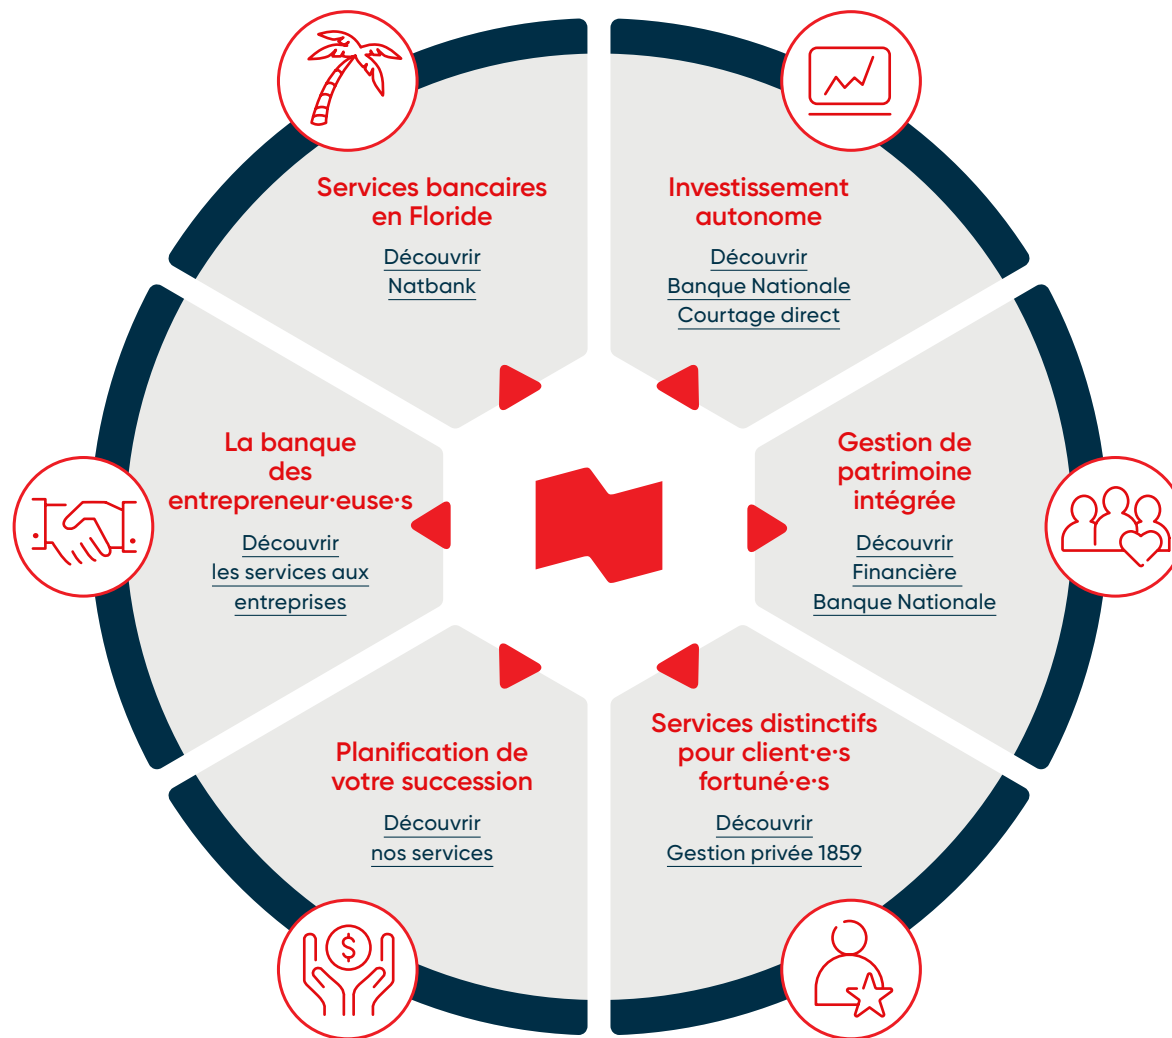 Services bancaires
en Floride
Découvrir
Natbank
Investissement
autonome
Découvrir
Banque Nationale
Courtage direct
La banque
des
entrepreneur·euse·s
Découvrir
les services aux
entreprises
Gestion de
patrimoine
intégrée
Découvrir
Financière
Banque Nationale
Planification de
votre succession
Découvrir
nos services
$
Services distinctifs
pour client·e·s
fortuné·e·s
Découvrir
Gestion privée 1859